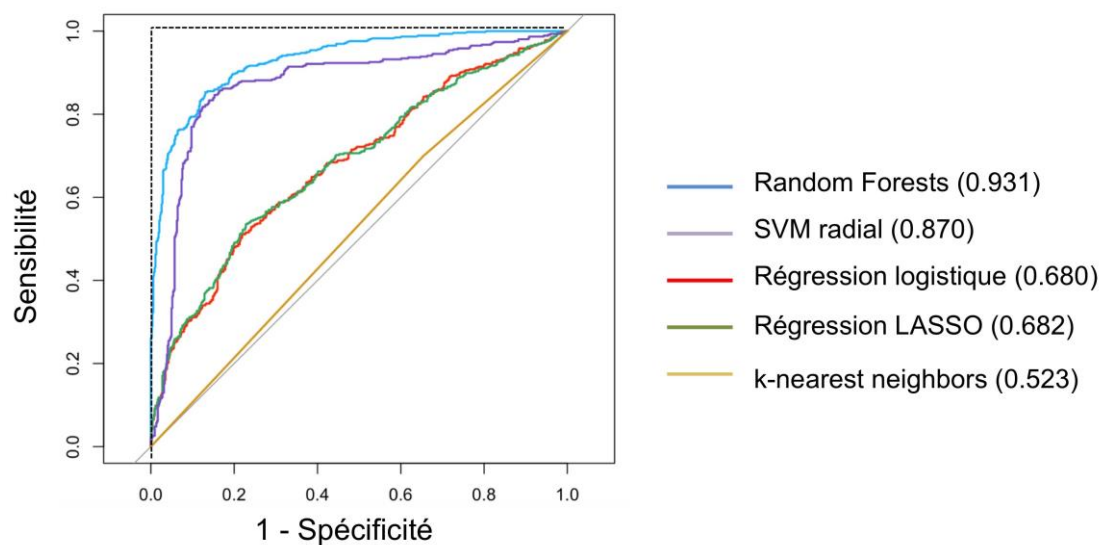 1.0
0.8
0.6
0.4
0.2
0.0
Sensibilité
0.0 0.2 0.4 0.6 0.8 1.0
1 - Spécificité
Random Forests (0.931)
SVM radial (0.870)
Régression logistique (0.680)
Régression LASSO (0.682)
k-nearest neighbors (0.523)